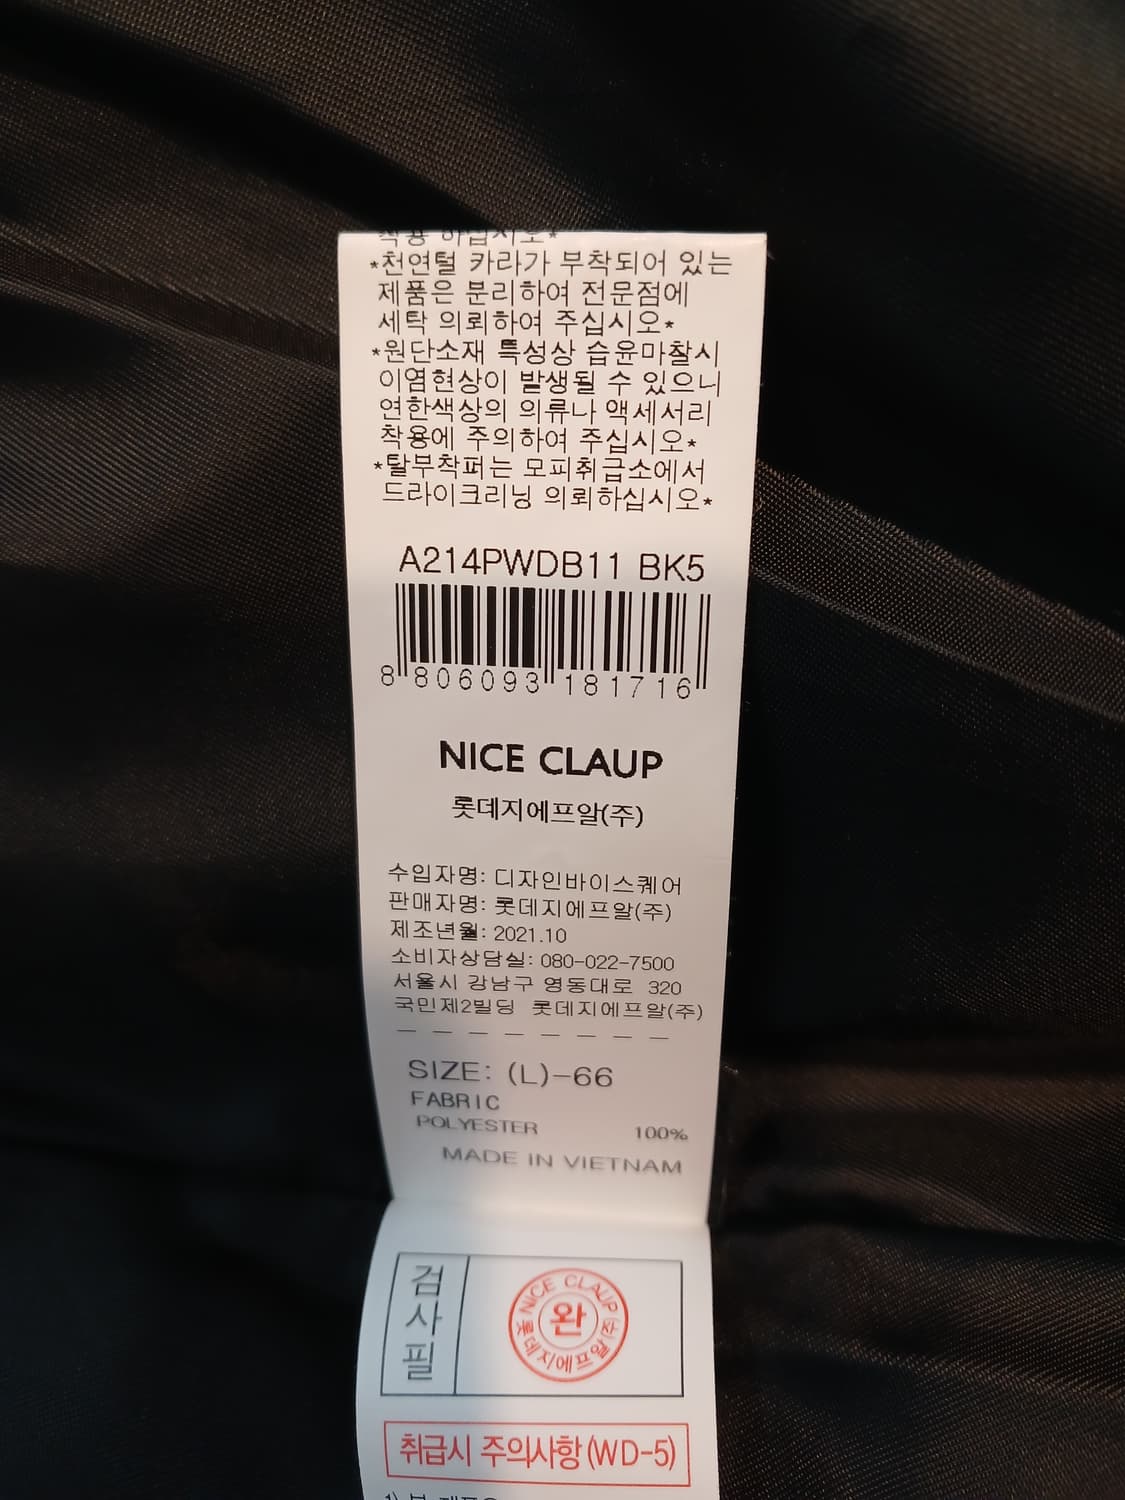 착용 하십시오*
*천연털 카라가 부착되어 있는
제품은 분리하여 전문점에
세탁 의뢰하여 주십시오*
*원단소재 특성상 습윤마찰시
이염현상이 발생될 수 있으니
연한색상의 의류나 액세서리
착용에 주의하여 주십시오*
*탈부착퍼는 모피취급소에서
드라이크리닝 의뢰하십시오*
A214PWDB11 BK5
8 806093 181716
NICE CLAUP
롯데지에프알(주)
수입자명: 디자인바이스퀘어
판매자명: 롯데지에프알(주)
제조년월: 2021.10
소비자상담실: 080-022-7500
서울시 강남구 영동대로 320
국민제2빌딩 롯데지에프알(주)
SIZE: (L)-66
FABRIC
POLYESTER 100%
MADE IN VIETNAM
검사필
NICE CLAUP
완
롯데지에프알(주)
취급시 주의사항(WD-5)